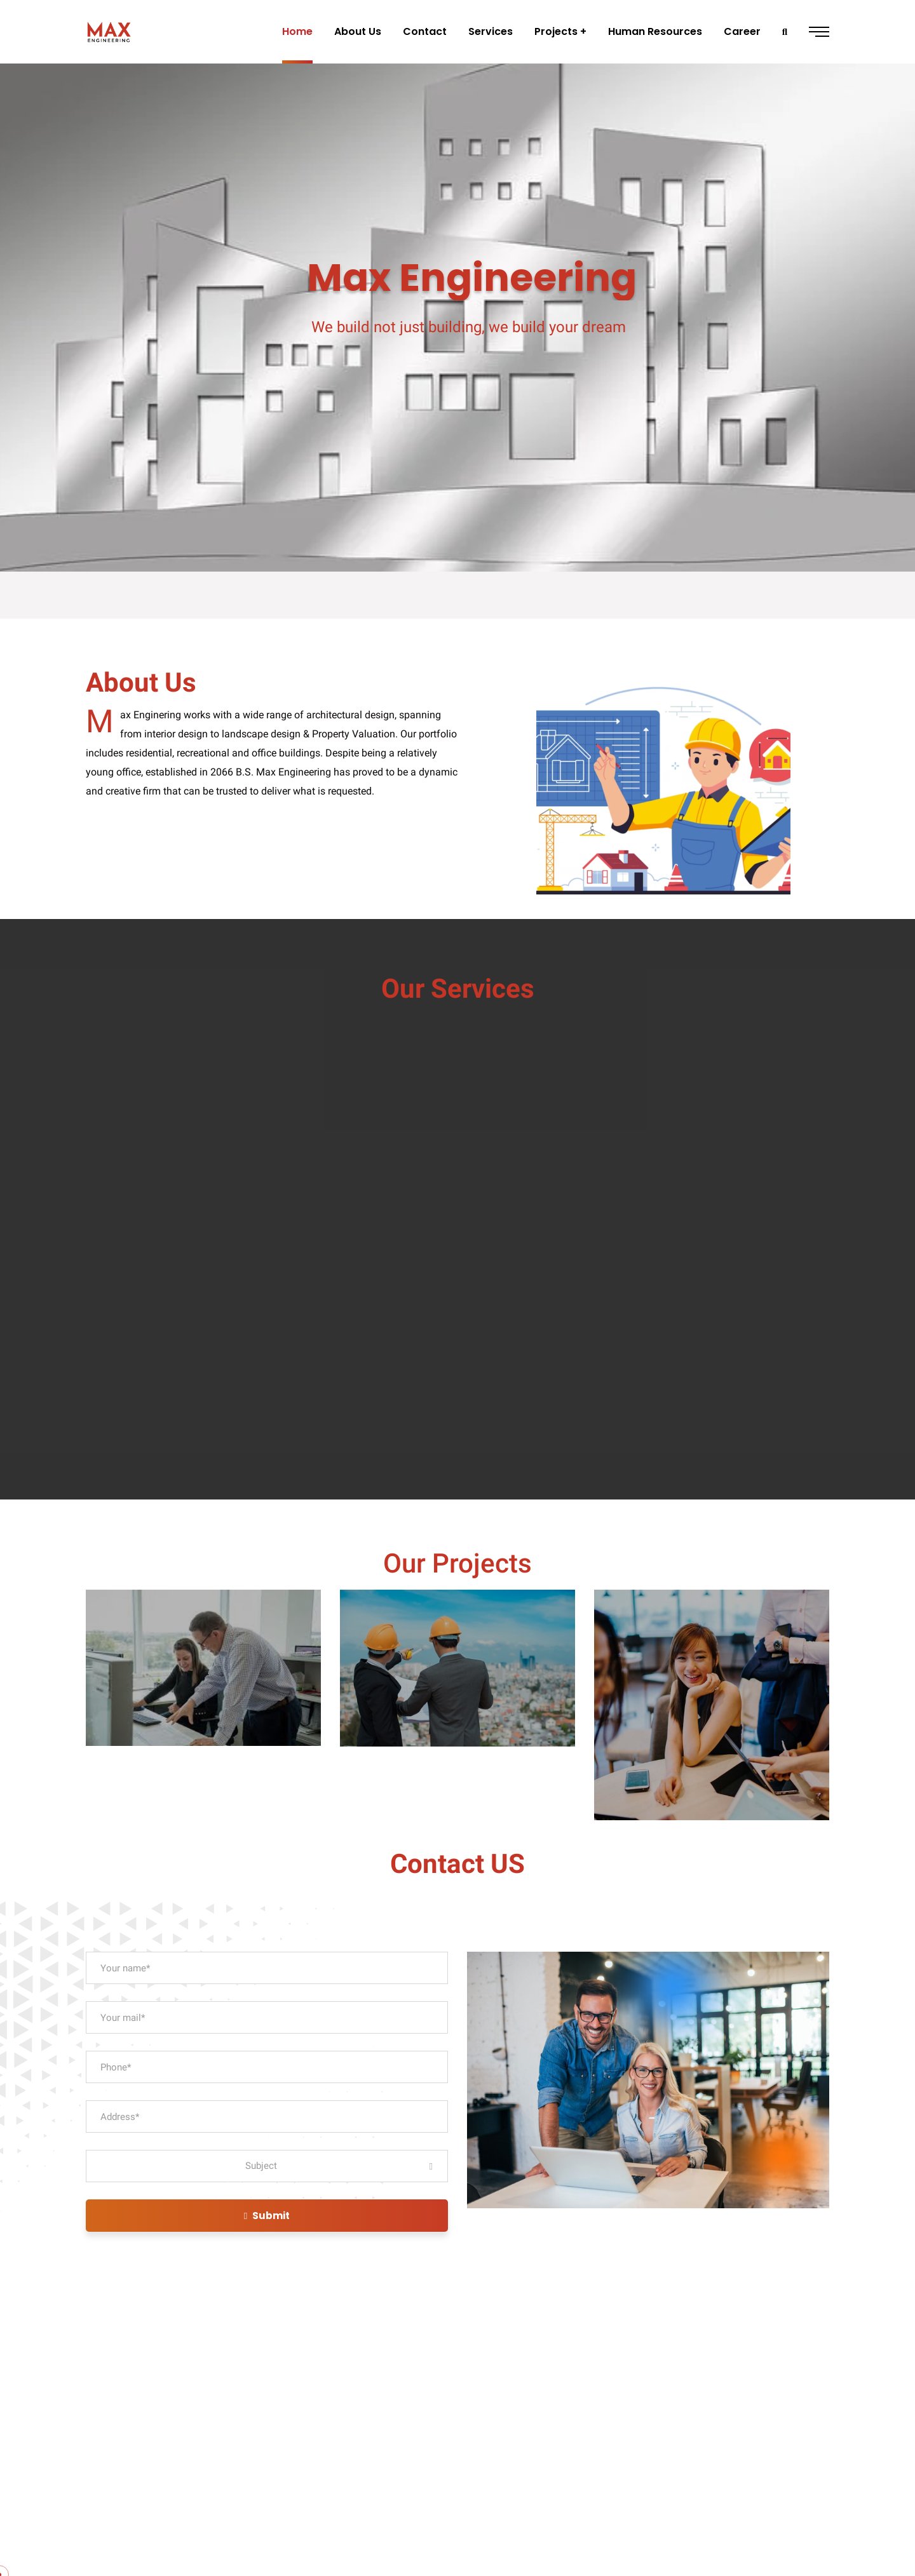 MAX
ENGINEERING
Home About Us Contact Services Projects + Human Resources Career
Max Engineering
We build not just building, we build your dream
About Us
Max Enginering works with a wide range of architectural design, spanning
from interior design to landscape design & Property Valuation. Our portfolio
includes residential, recreational and office buildings. Despite being a relatively
young office, established in 2066 B.S. Max Engineering has proved to be a dynamic
and creative firm that can be trusted to deliver what is requested.
Our Services
Our Projects
Contact US
Your name*
Your mail*
Phone*
Address*
Subject
Submit